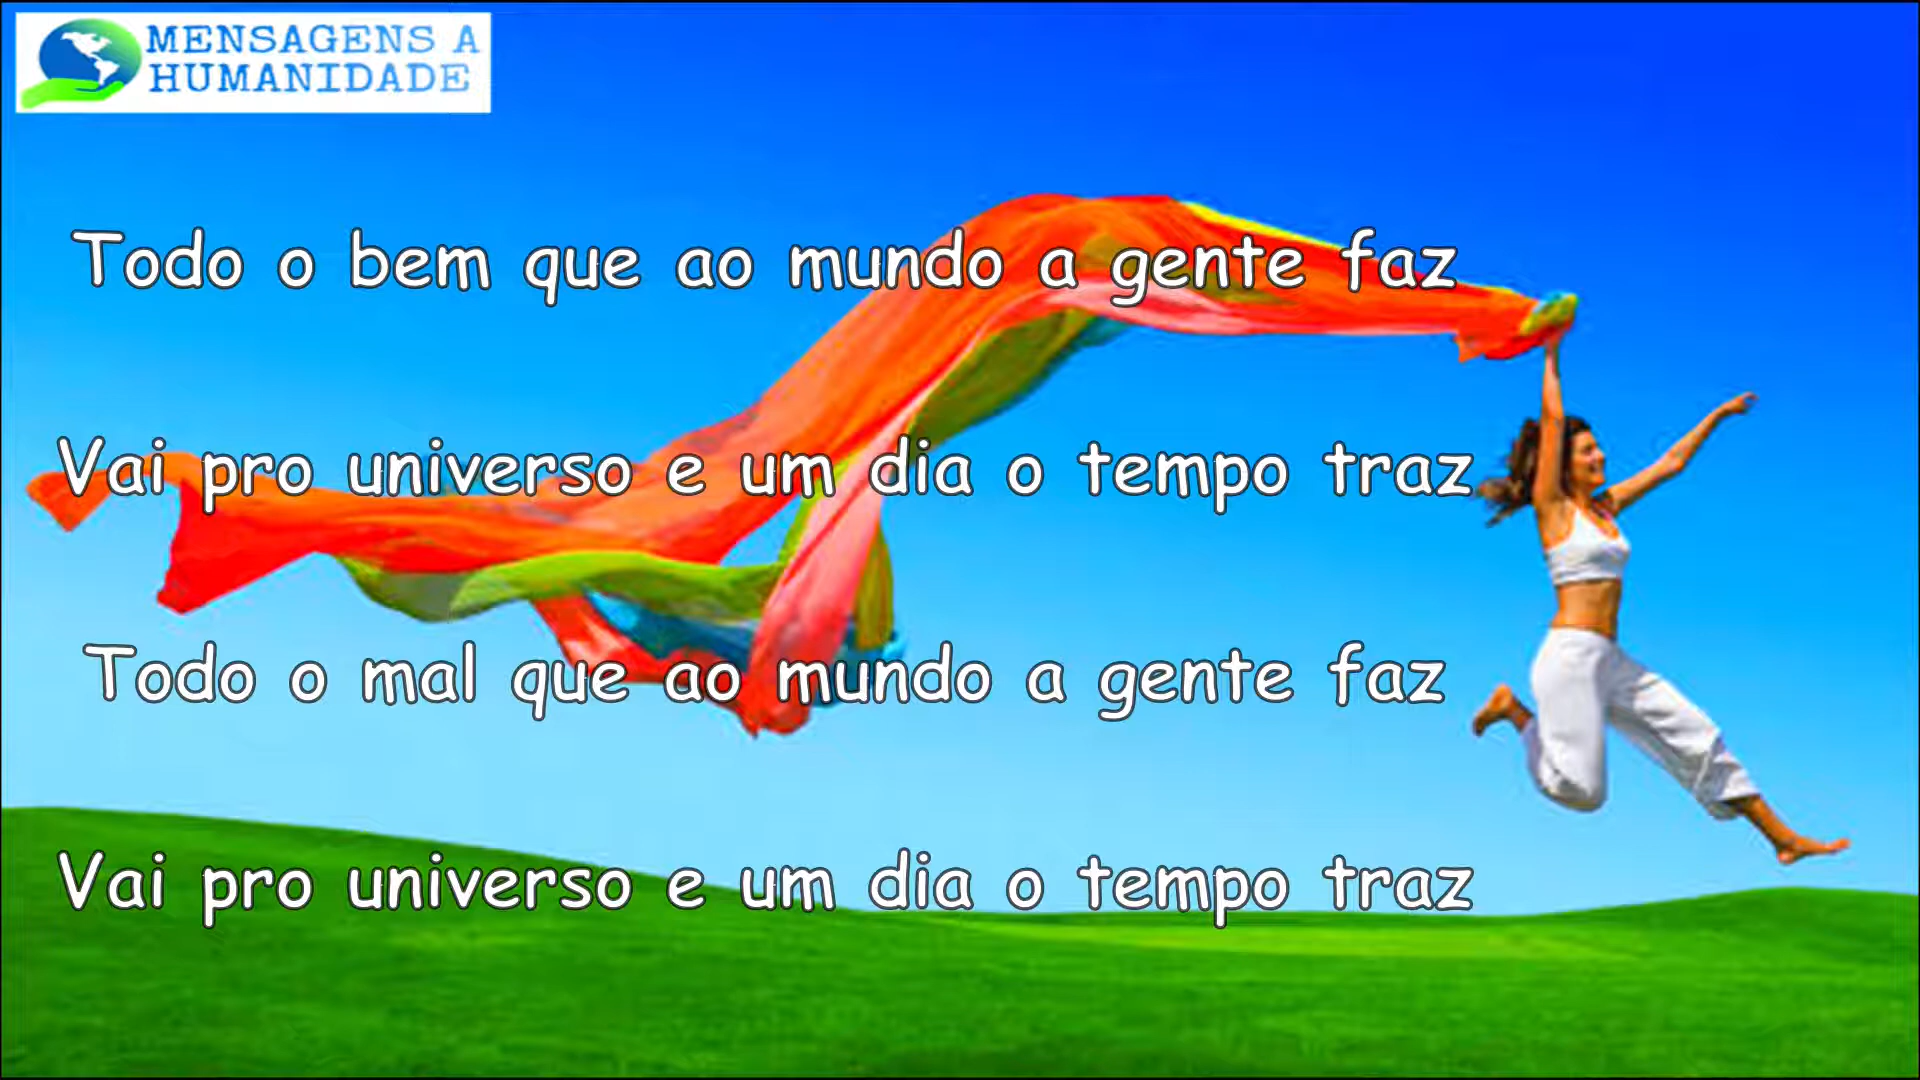 MENSAGENS A
HUMANIDADE
Todo o bem que ao mundo a gente faz
Vai pro universo e um dia o tempo traz
Todo o mal que ao mundo a gente faz
Vai pro universo e um dia o tempo traz